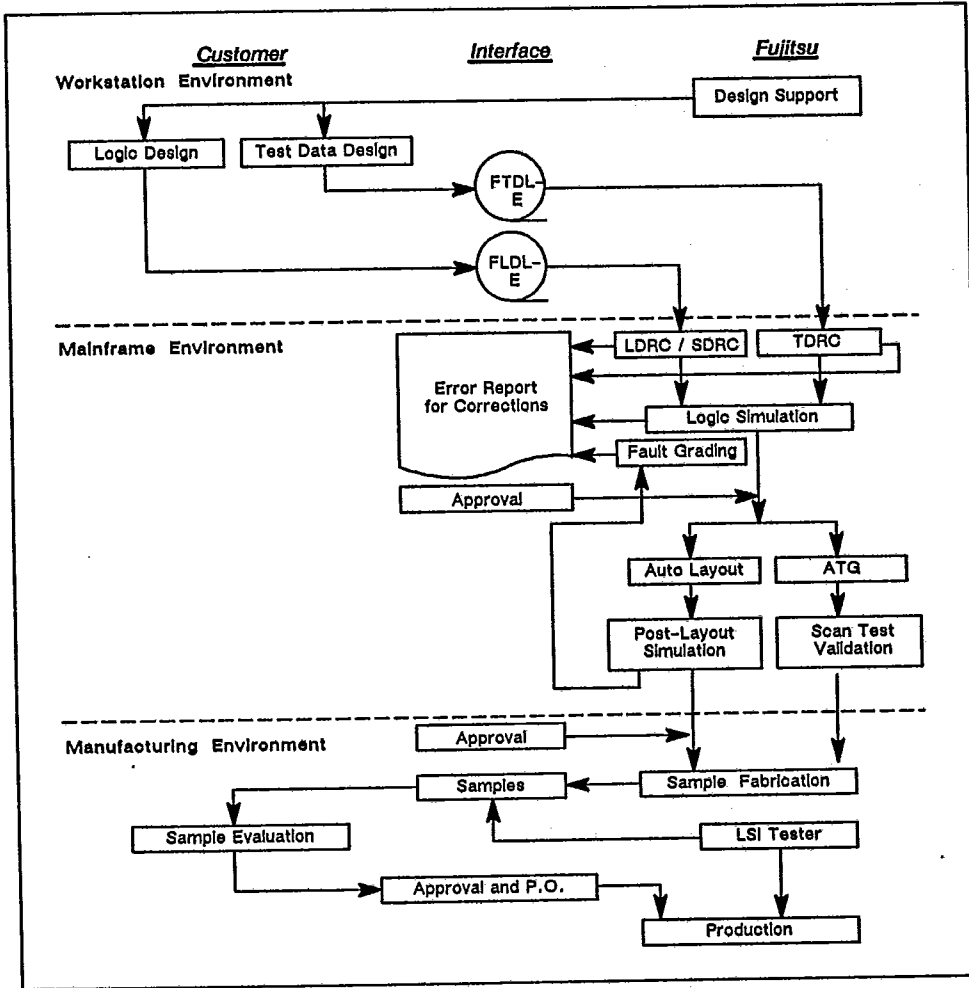 Customer
Interface
Fujitsu
Workstation Environment
Design Support
Logic Design
Test Data Design
FTDL-
E
FLDL-
E
Mainframe Environment
LDRC / SDRC
TDRC
Error Report
for Corrections
Logic Simulation
Fault Grading
Approval
Auto Layout
ATG
Post-Layout
Simulation
Scan Test
Validation
Manufacturing Environment
Approval
Samples
Sample Fabrication
Sample Evaluation
LSI Tester
Approval and P.O.
Production